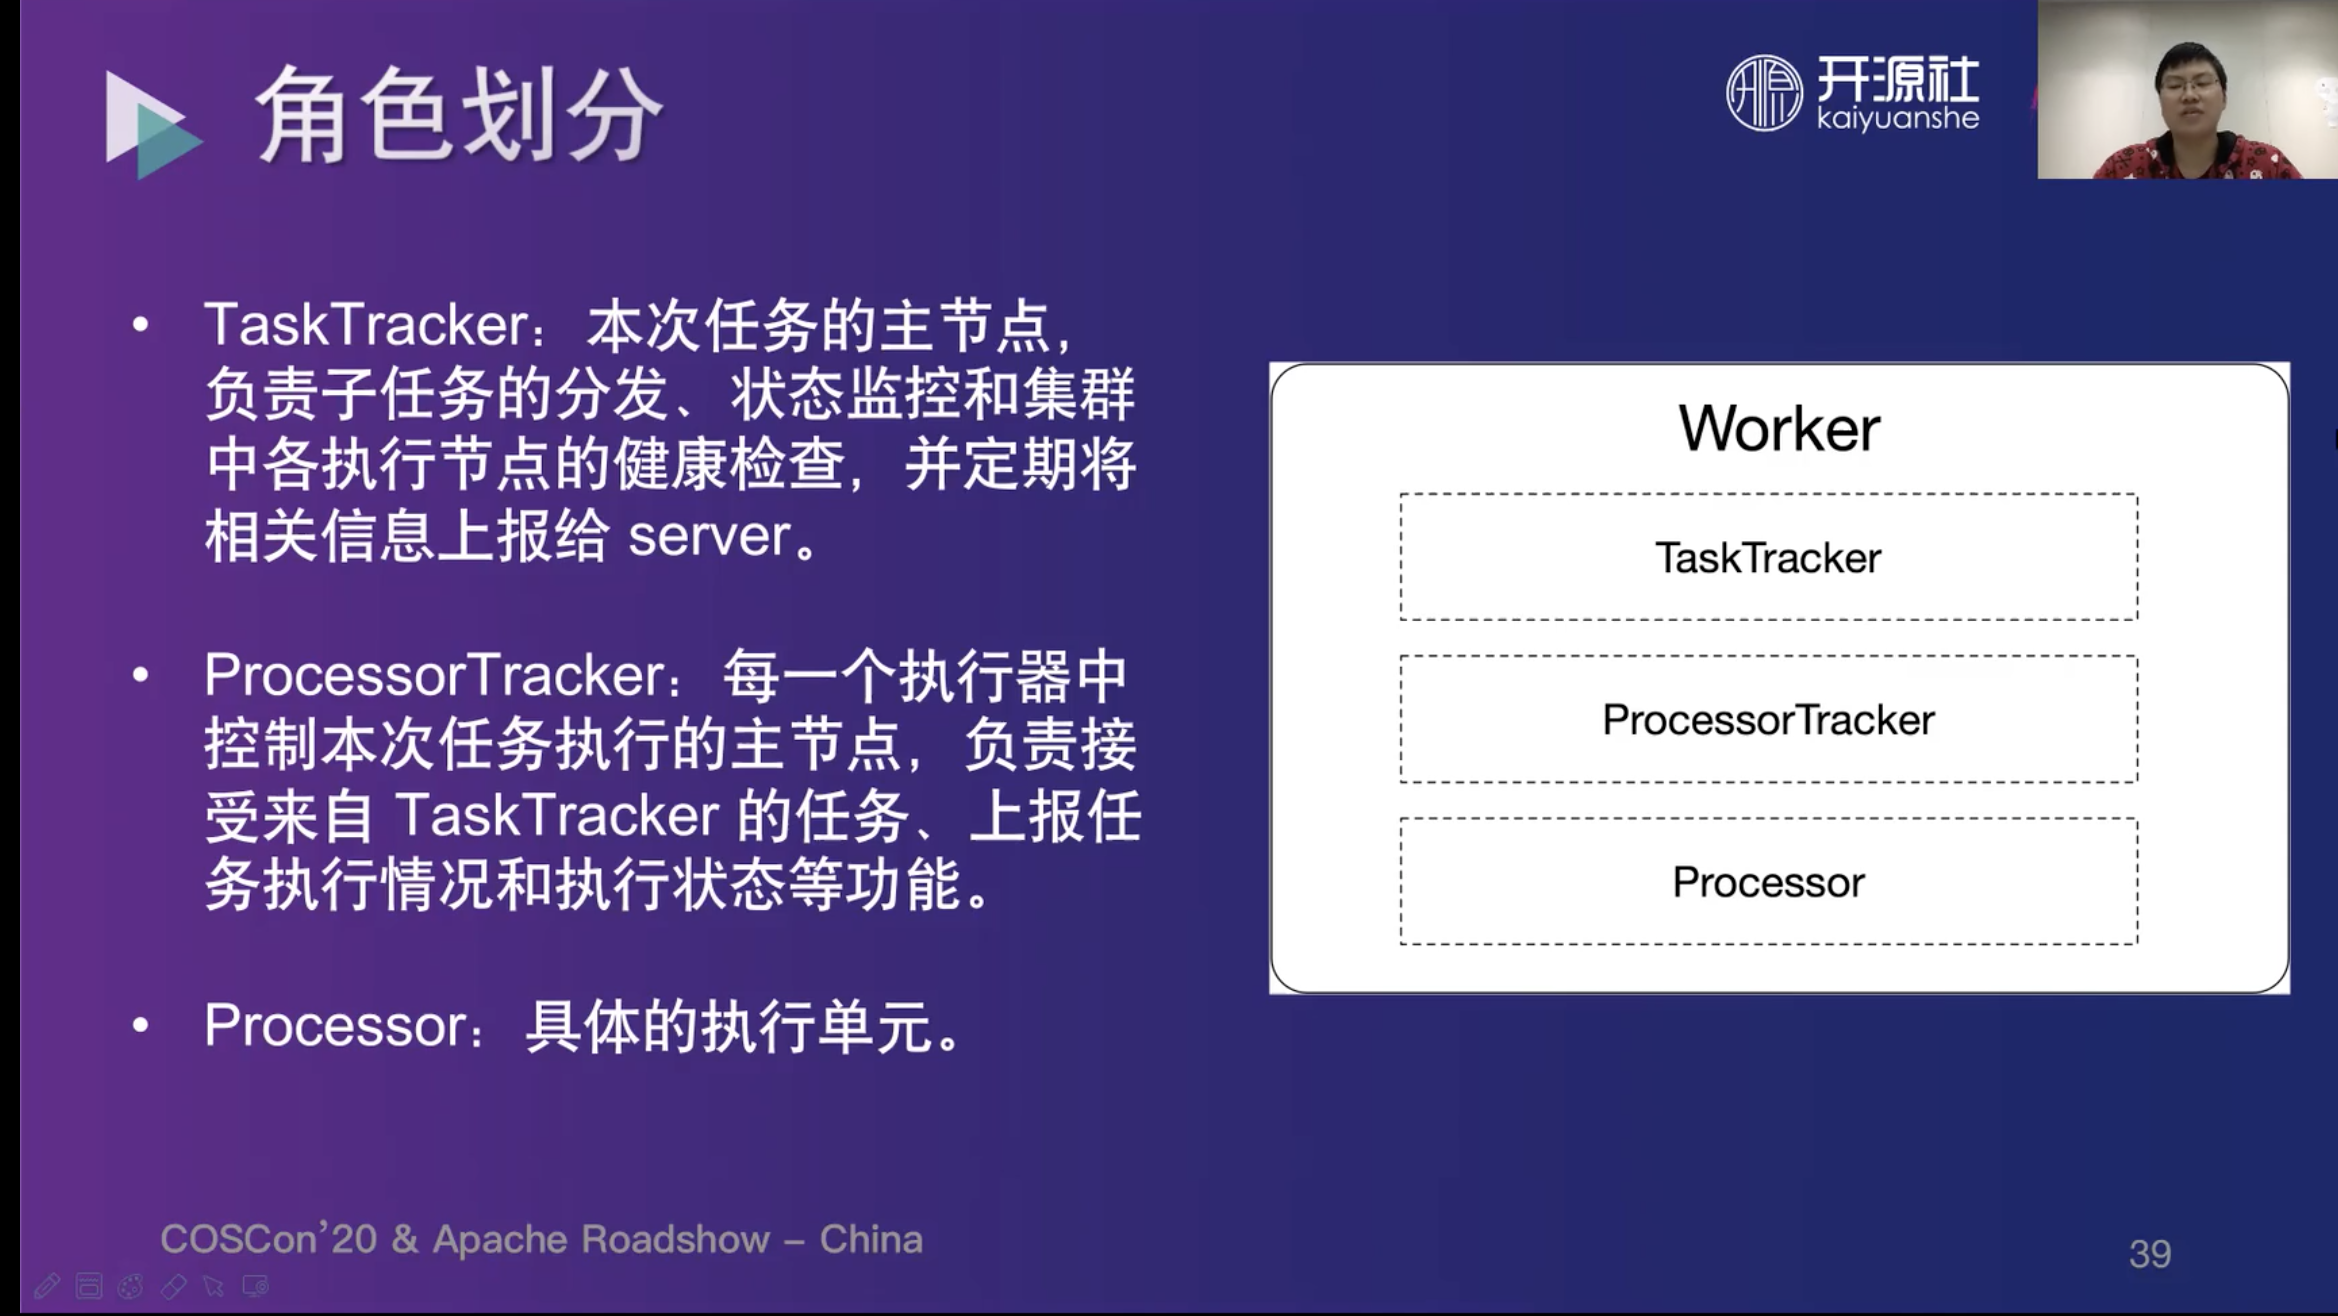 角色划分
开源社
kaiyuanshe
• TaskTracker：本次任务的主节点，
负责子任务的分发、状态监控和集群
中各执行节点的健康检查，并定期将
相关信息上报给 server。
• ProcessorTracker：每一个执行器中
控制本次任务执行的主节点，负责接
受来自 TaskTracker 的任务、上报任
务执行情况和执行状态等功能。
• Processor：具体的执行单元。
Worker
TaskTracker
ProcessorTracker
Processor
COSCon’20 & Apache Roadshow – China
39